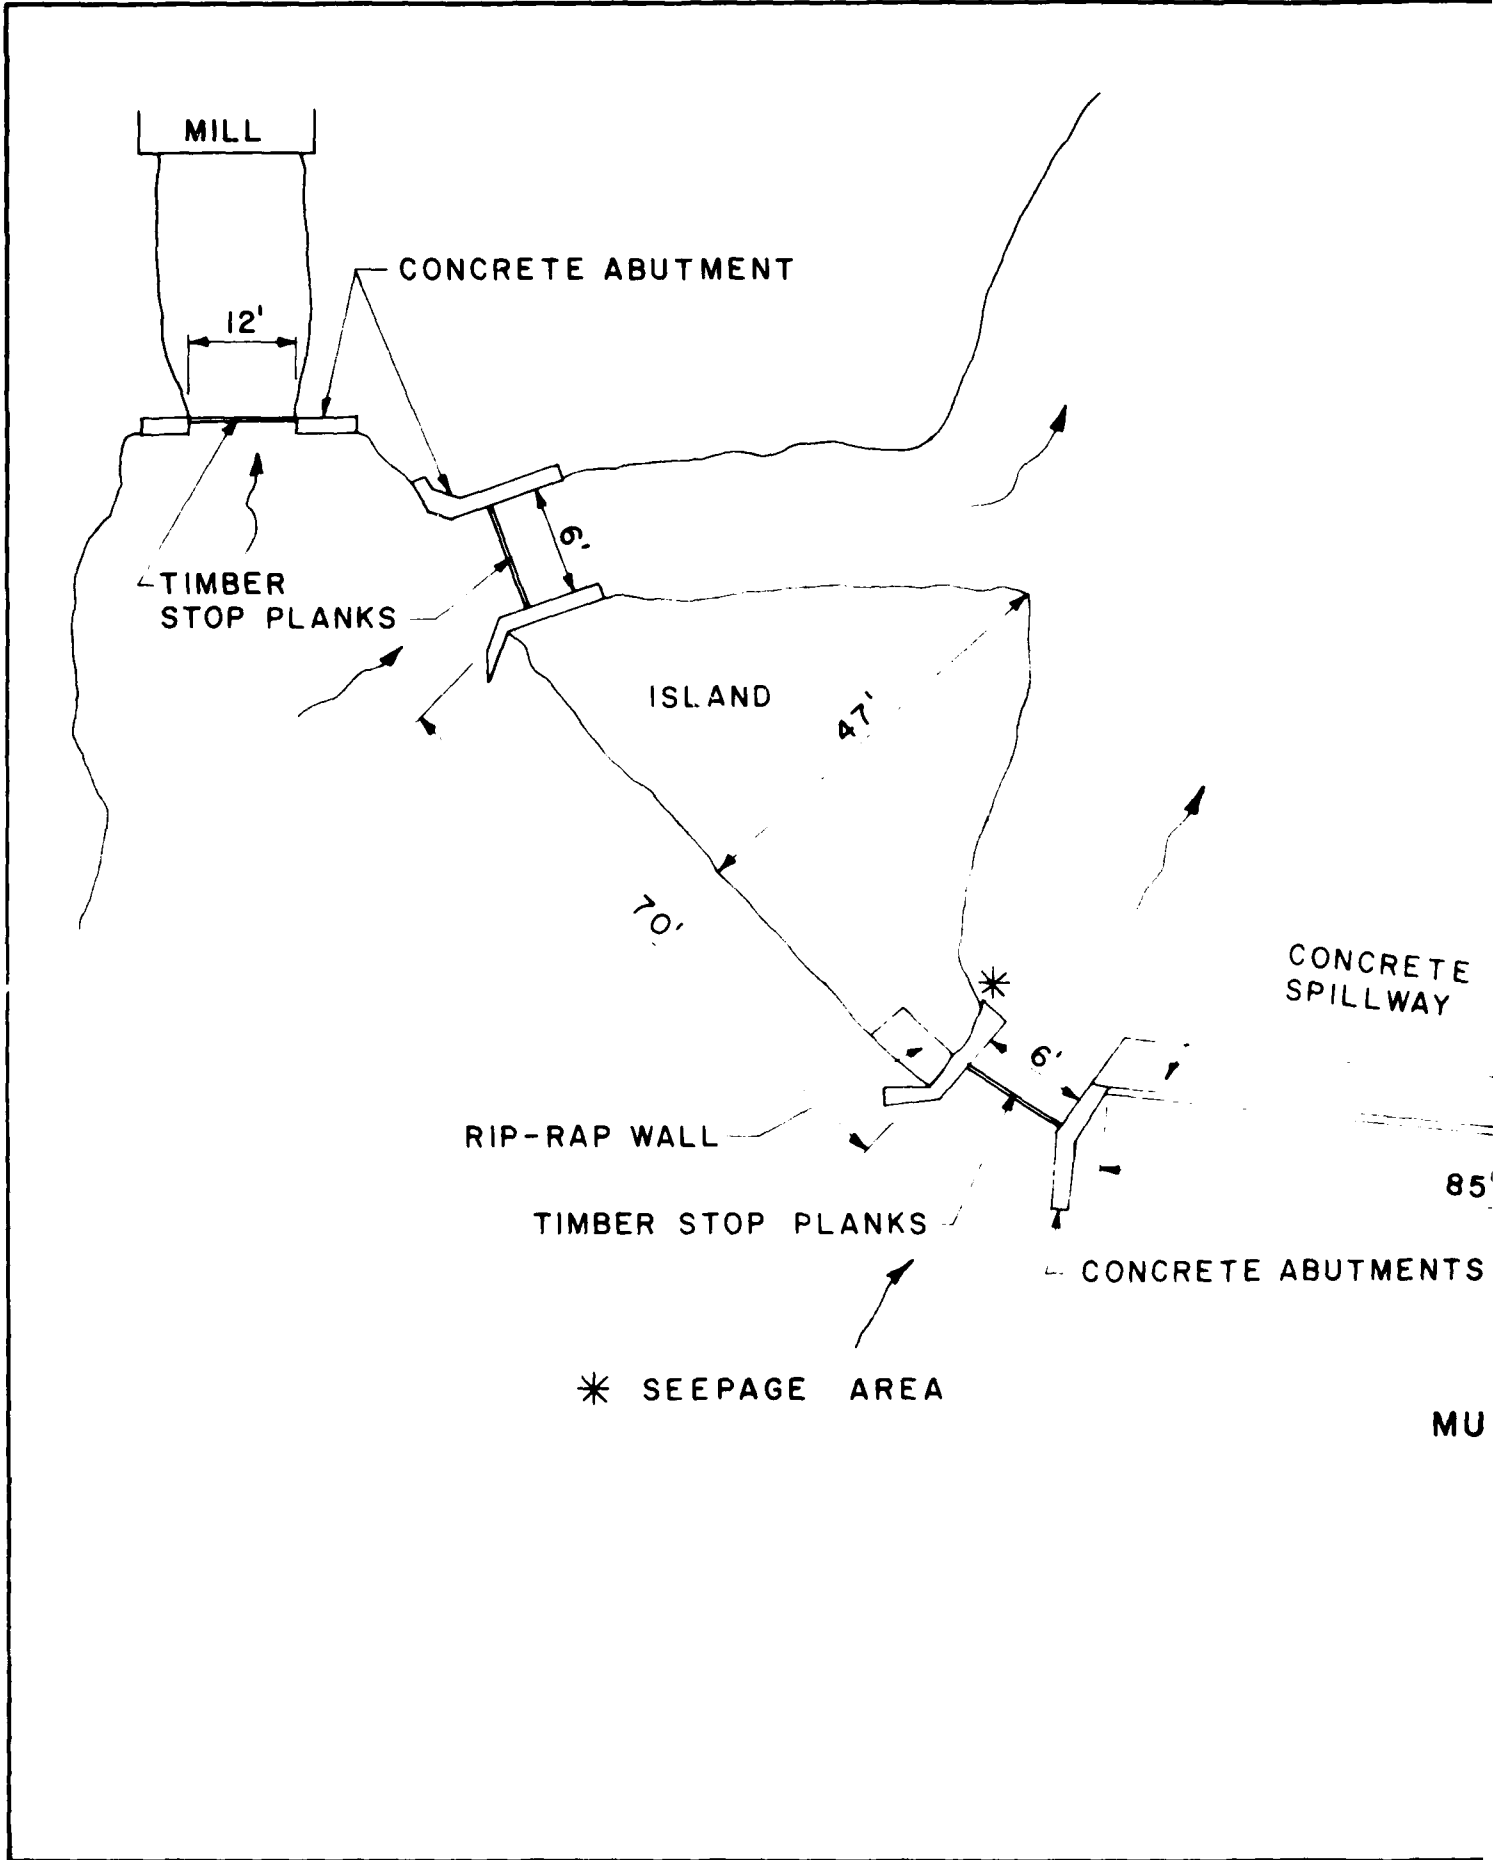 MILL
CONCRETE ABUTMENT
12'
6'
TIMBER
STOP PLANKS
ISLAND
47'
70'
CONCRETE
SPILLWAY
6'
RIP-RAP WALL
85'
TIMBER STOP PLANKS
CONCRETE ABUTMENTS
* SEEPAGE AREA
MU